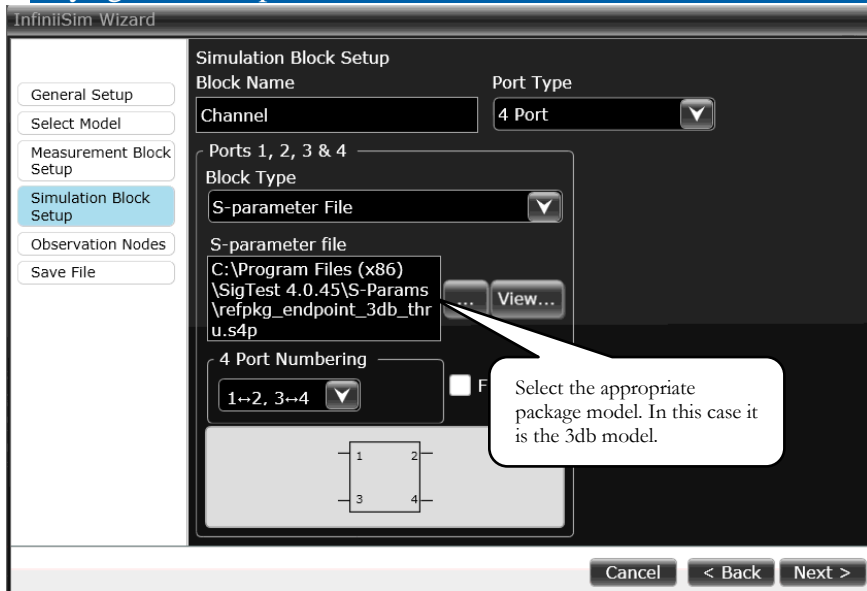 InfiniiSim Wizard
General Setup
Select Model
Measurement Block
Setup
Simulation Block
Setup
Observation Nodes
Save File
Simulation Block Setup
Block Name
Port Type
Channel
4 Port
Ports 1, 2, 3 & 4
Block Type
S-parameter File
S-parameter file
C:\Program Files (x86)
\SigTest 4.0.45\S-Params
\refpkg_endpoint_3db_thr
u.s4p
...
View...
4 Port Numbering
1↔2, 3↔4
F
Select the appropriate
package model. In this case it
is the 3db model.
1 2
3 4
Cancel
< Back
Next >